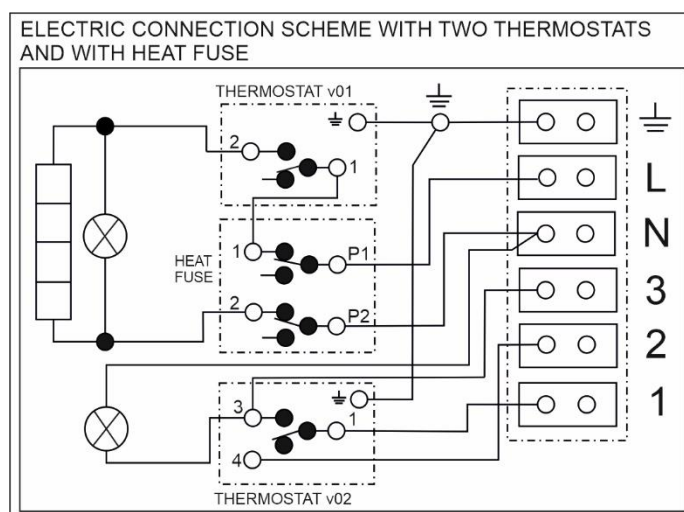 ELECTRIC CONNECTION SCHEME WITH TWO THERMOSTATS
AND WITH HEAT FUSE
THERMOSTAT v01
2
1
L
N
HEAT
FUSE
1
P1
2
P2
3
2
3
1
4
1
THERMOSTAT v02